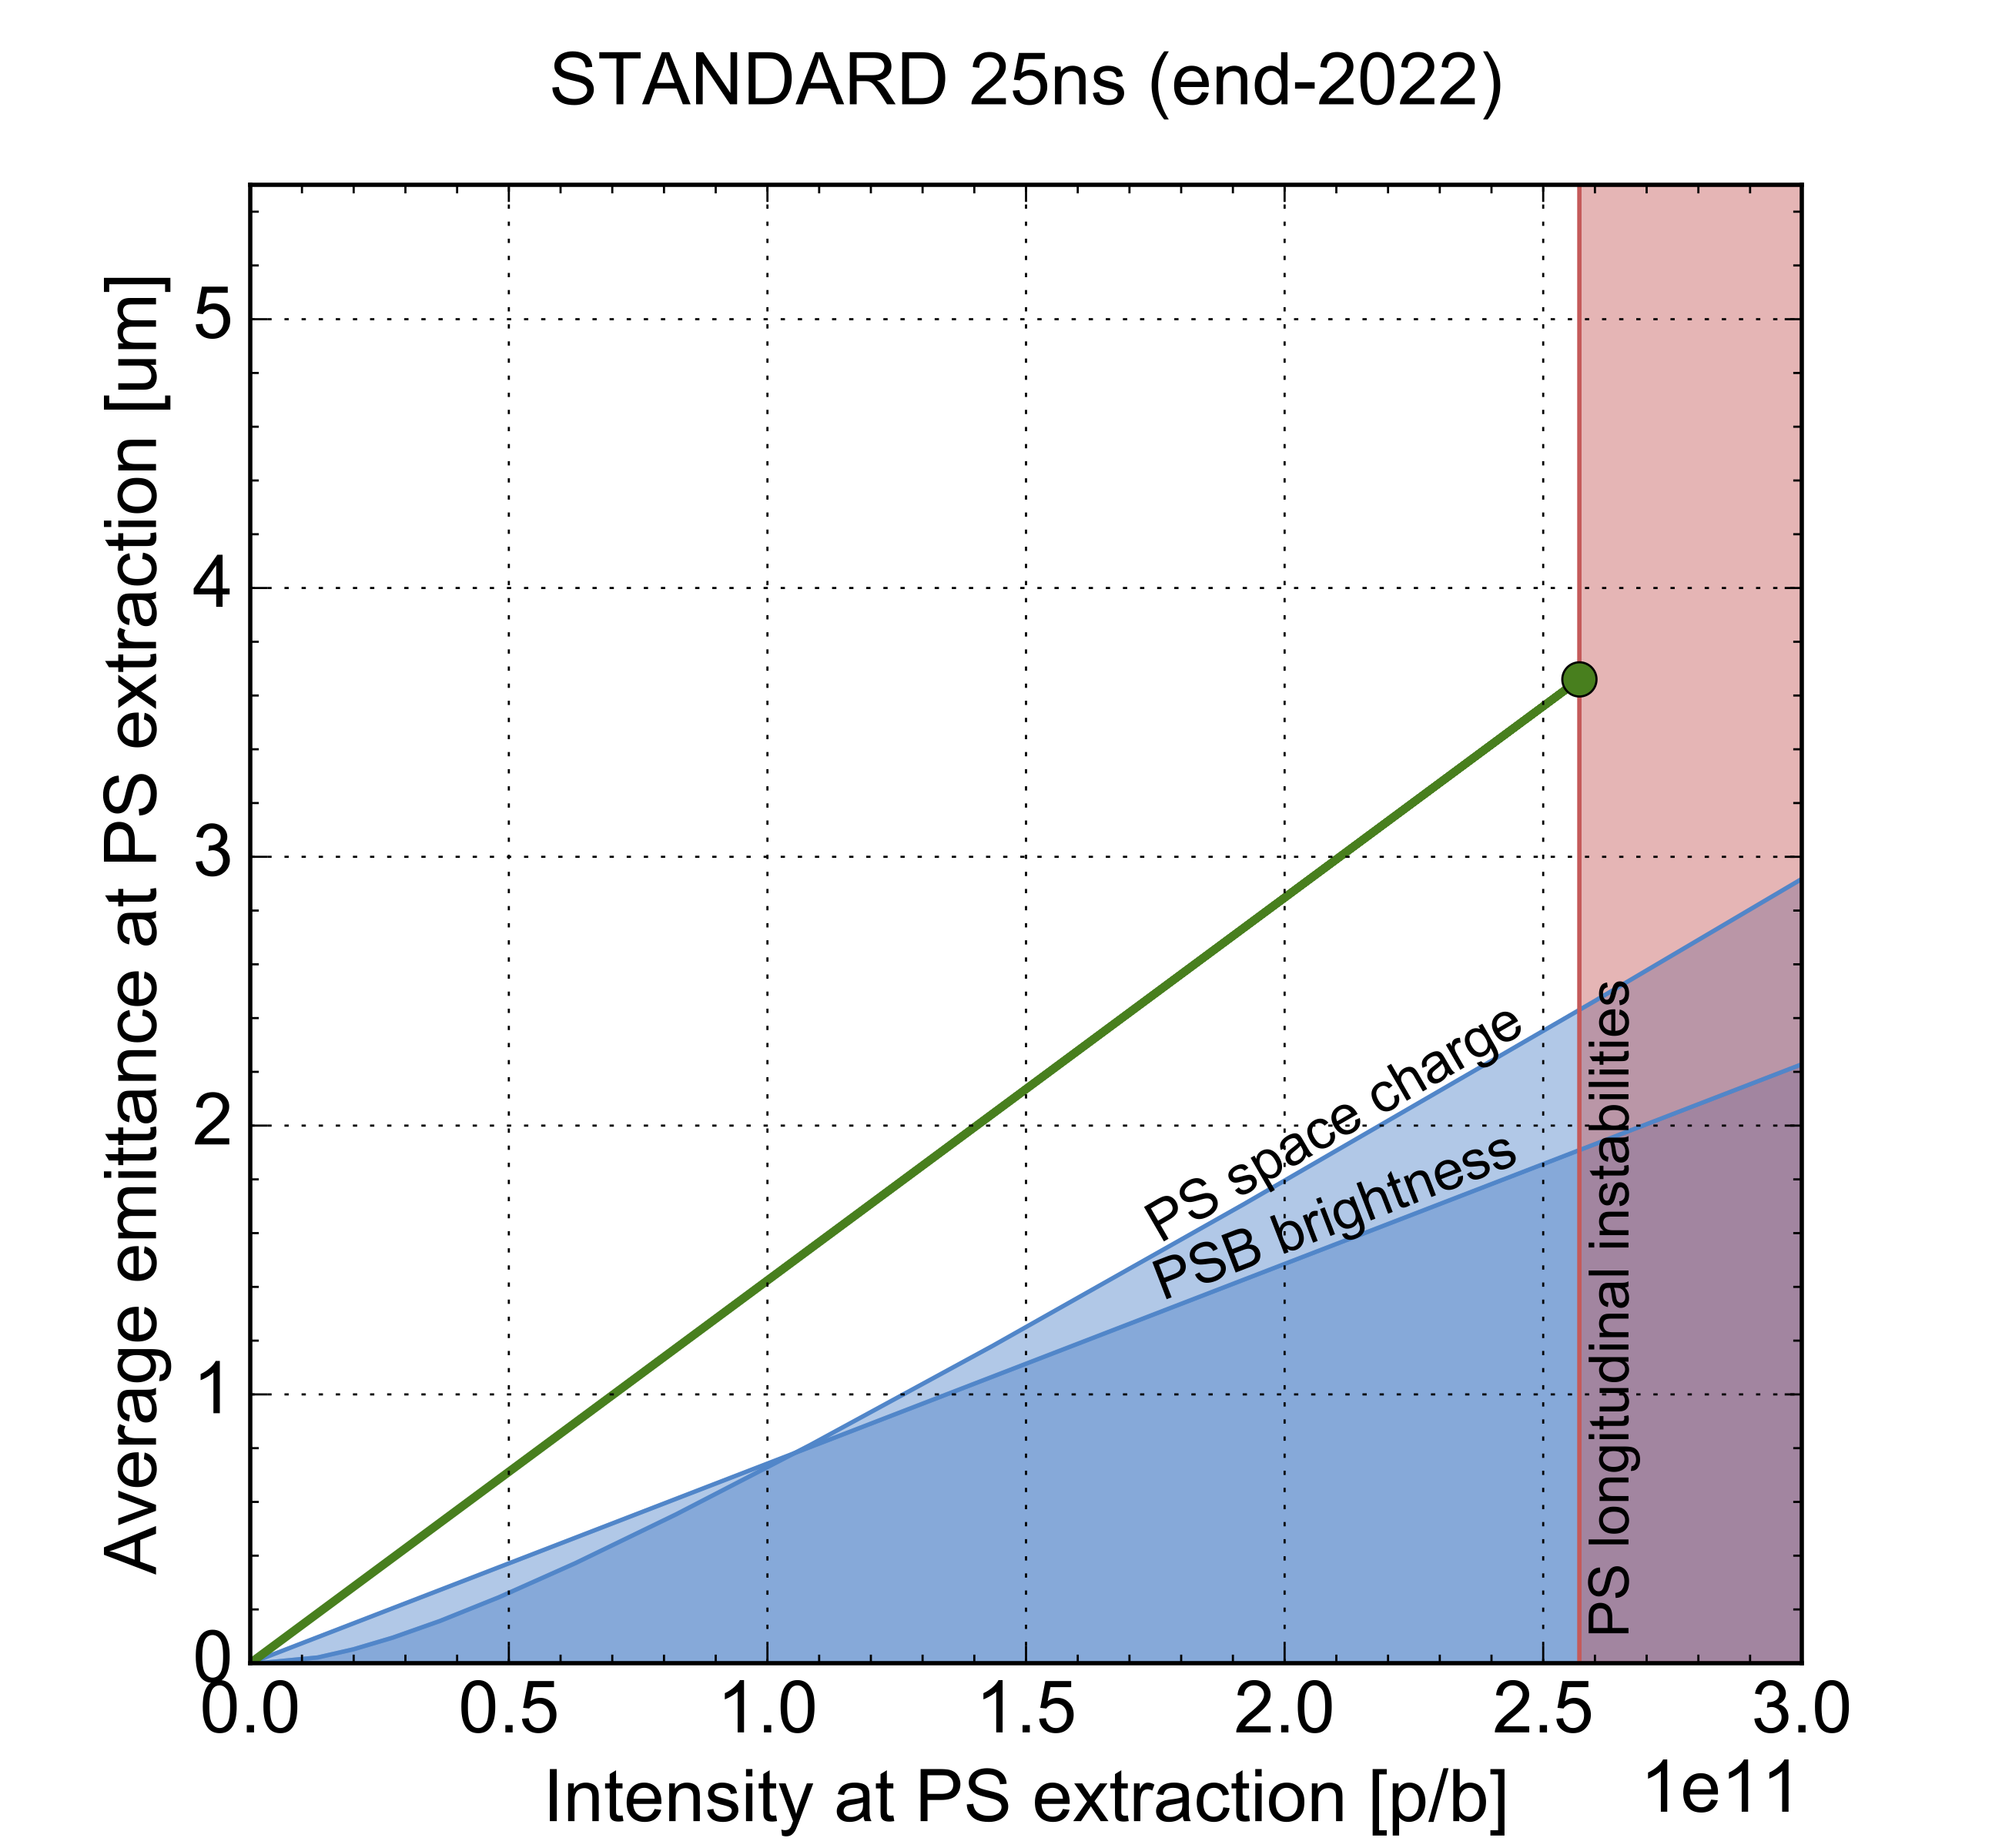 STANDARD 25ns (end-2022)
Average emittance at PS extraction [um]
5
4
3
2
1
0
PS space charge
PSB brightness
PS longitudinal instabilities
0.0 0.5 1.0 1.5 2.0 2.5 3.0
1e11
Intensity at PS extraction [p/b]